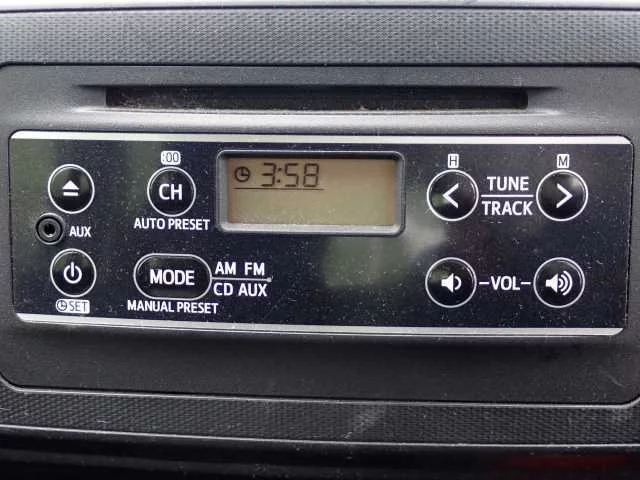 :00
H
M
3:58
CH
TUNE
TRACK
AUX
AUTO PRESET
MODE
AM FM
CD AUX
-VOL-
SET
MANUAL PRESET